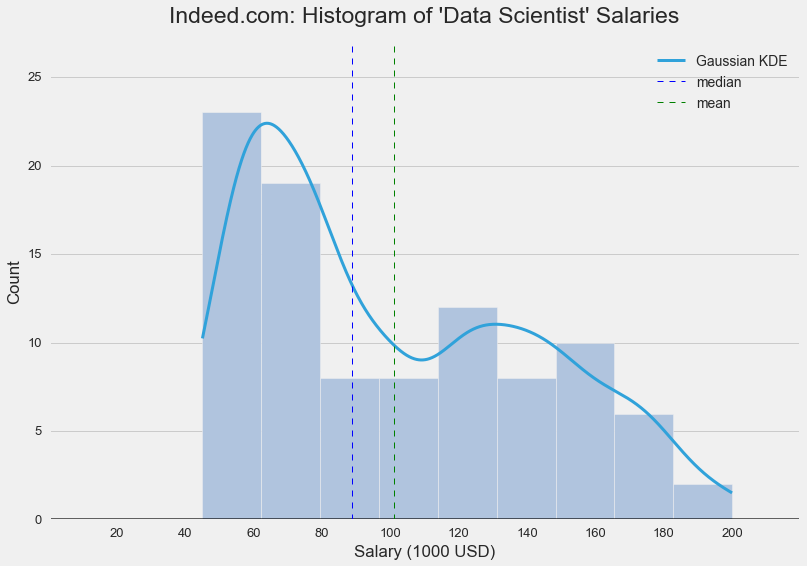 Indeed.com: Histogram of 'Data Scientist' Salaries
Gaussian KDE
median
mean
25
20
15
10
5
0
Count
20 40 60 80 100 120 140 160 180 200
Salary (1000 USD)